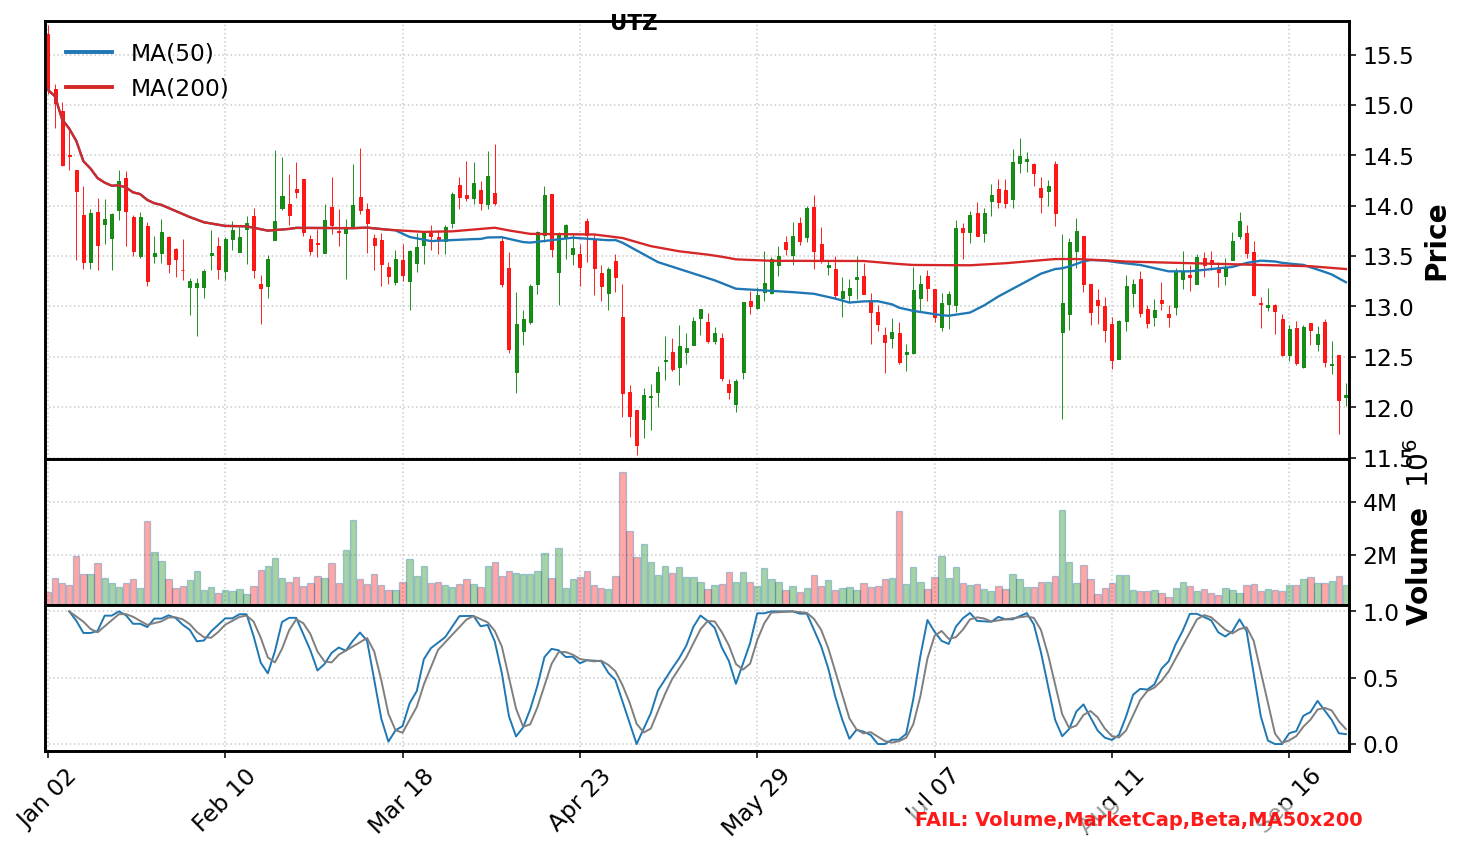 UTZ
MA(50)
MA(200)
15.5
15.0
14.5
14.0
13.5
13.0
12.5
12.0
11.5
Price
10^6
4M
2M
Volume
1.0
0.5
0.0
Jan 02
Feb 10
Mar 18
Apr 23
May 29
Jul 07
Aug 11
Sep 16
FAIL: Volume,MarketCap,Beta,MA50x200